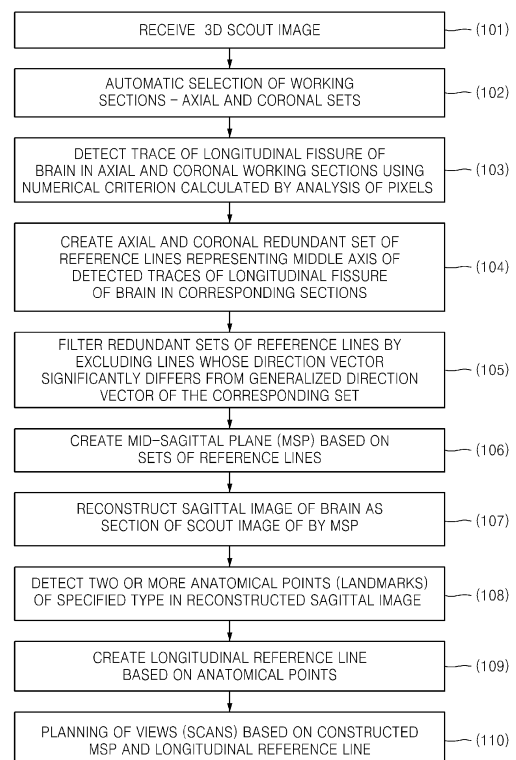 RECEIVE 3D SCOUT IMAGE
(101)
AUTOMATIC SELECTION OF WORKING
SECTIONS – AXIAL AND CORONAL SETS
(102)
DETECT TRACE OF LONGITUDINAL FISSURE OF
BRAIN IN AXIAL AND CORONAL WORKING SECTIONS USING
NUMERICAL CRITERION CALCULATED BY ANALYSIS OF PIXELS
(103)
CREATE AXIAL AND CORONAL REDUNDANT SET OF
REFERENCE LINES REPRESENTING MIDDLE AXIS OF
DETECTED TRACES OF LONGITUDINAL FISSURE
OF BRAIN IN CORRESPONDING SECTIONS
(104)
FILTER REDUNDANT SETS OF REFERENCE LINES BY
EXCLUDING LINES WHOSE DIRECTION VECTOR
SIGNIFICANTLY DIFFERS FROM GENERALIZED DIRECTION
VECTOR OF THE CORRESPONDING SET
(105)
CREATE MID-SAGITTAL PLANE (MSP) BASED ON
SETS OF REFERENCE LINES
(106)
RECONSTRUCT SAGITTAL IMAGE OF BRAIN AS
SECTION OF SCOUT IMAGE OF BY MSP
(107)
DETECT TWO OR MORE ANATOMICAL POINTS (LANDMARKS)
OF SPECIFIED TYPE IN RECONSTRUCTED SAGITTAL IMAGE
(108)
CREATE LONGITUDINAL REFERENCE LINE
BASED ON ANATOMICAL POINTS
(109)
PLANNING OF VIEWS (SCANS) BASED ON CONSTRUCTED
MSP AND LONGITUDINAL REFERENCE LINE
(110)